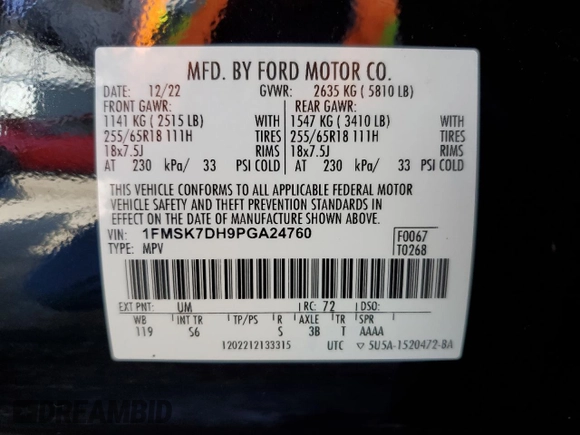 MFD. BY FORD MOTOR CO.
DATE: 12/22 GVWR: 2635 KG (5810 LB)
FRONT GAWR: REAR GAWR:
1141 KG (2515 LB) WITH 1547 KG (3410 LB) WITH
255/65R18 111H TIRES 255/65R18 111H TIRES
18x7.5J RIMS 18x7.5J RIMS
AT 230 kPa/ 33 PSI COLD AT 230 kPa/ 33 PSI COLD
THIS VEHICLE CONFORMS TO ALL APPLICABLE FEDERAL MOTOR
VEHICLE SAFETY AND THEFT PREVENTION STANDARDS IN
EFFECT ON THE DATE OF MANUFACTURE SHOWN ABOVE.
VIN: 1FMSK7DH9PGA24760 F0067
TYPE: MPV T0268
EXT PNT: UM RC: 72 DSO:
WB INT TR TP/PS R AXLE TR SPR
119 S6 S 3B T AAAA
1202212133315 UTC ▽ 5U5A-1520472-BA
DREAMBID